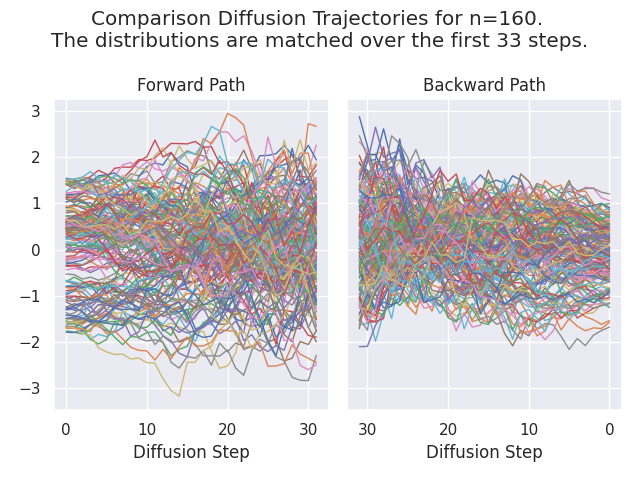 Comparison Diffusion Trajectories for n=160.
The distributions are matched over the first 33 steps.
Forward Path
Backward Path
3
2
1
0
−1
−2
−3
0
10
20
30
30
20
10
0
Diffusion Step
Diffusion Step